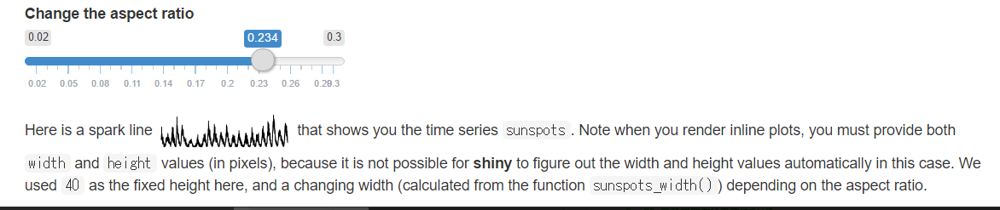 Change the aspect ratio
0.02 0.234 0.3
0.02 0.05 0.08 0.11 0.14 0.17 0.2 0.23 0.26 0.29 0.3
Here is a spark line that shows you the time series sunspots . Note when you render inline plots, you must provide both
width and height values (in pixels), because it is not possible for shiny to figure out the width and height values automatically in this case. We
used 40 as the fixed height here, and a changing width (calculated from the function sunspots_width() ) depending on the aspect ratio.